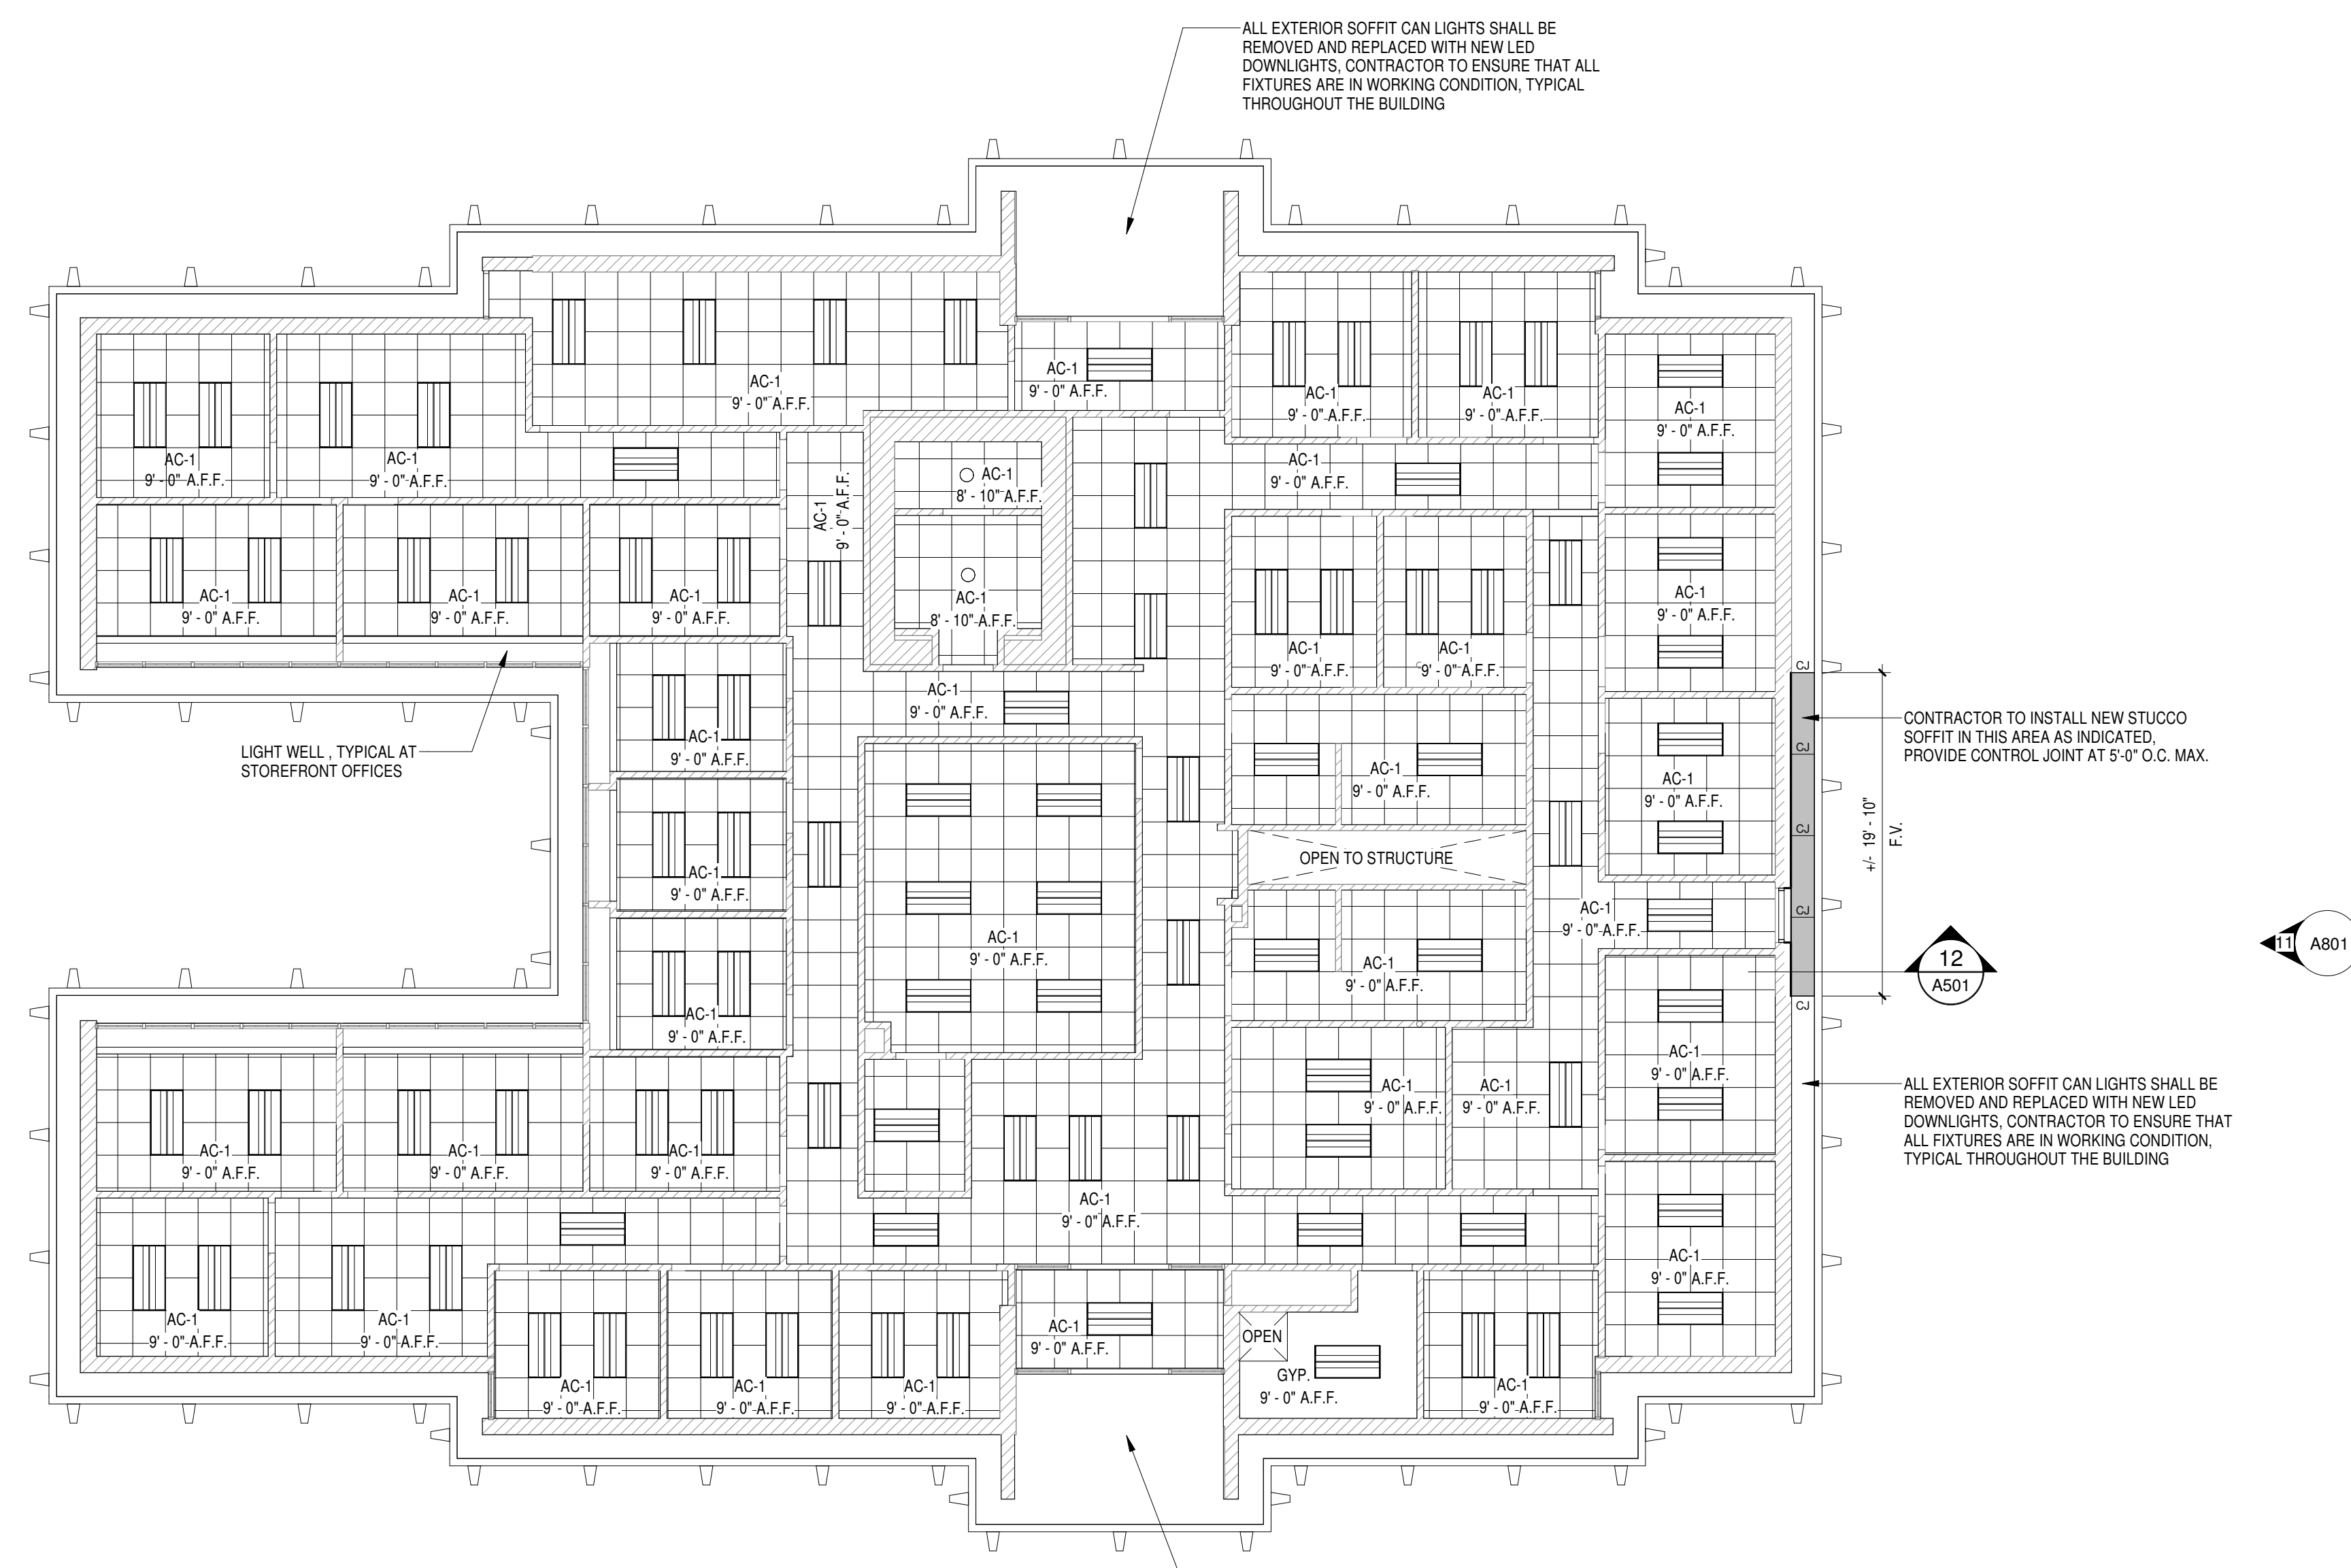 ALL EXTERIOR SOFFIT CAN LIGHTS SHALL BE
REMOVED AND REPLACED WITH NEW LED
DOWNLIGHTS, CONTRACTOR TO ENSURE THAT ALL
FIXTURES ARE IN WORKING CONDITION, TYPICAL
THROUGHOUT THE BUILDING
AC-1
9' - 0" A.F.F.
AC-1
9' - 0" A.F.F.
AC-1
9' - 0" A.F.F.
AC-1
9' - 0" A.F.F.
AC-1
9' - 0" A.F.F.
AC-1
9' - 0" A.F.F.
AC-1
9' - 0" A.F.F.
AC-1
9' - 0" A.F.F.
AC-1
8' - 10" A.F.F.
AC-1
9' - 0" A.F.F.
AC-1
9' - 0" A.F.F.
AC-1
9' - 0" A.F.F.
AC-1
9' - 0" A.F.F.
AC-1
8' - 10" A.F.F.
AC-1
9' - 0" A.F.F.
AC-1
9' - 0" A.F.F.
AC-1
9' - 0" A.F.F.
CJ
AC-1
9' - 0" A.F.F.
CONTRACTOR TO INSTALL NEW STUCCO
SOFFIT IN THIS AREA AS INDICATED,
PROVIDE CONTROL JOINT AT 5'-0" O.C. MAX.
LIGHT WELL , TYPICAL AT
STOREFRONT OFFICES
AC-1
9' - 0" A.F.F.
CJ
AC-1
9' - 0" A.F.F.
AC-1
9' - 0" A.F.F.
CJ
+/- 19' - 10"
F.V.
OPEN TO STRUCTURE
AC-1
9' - 0" A.F.F.
CJ
AC-1
9' - 0" A.F.F.
AC-1
9' - 0" A.F.F.
11
A801
12
A501
AC-1
9' - 0" A.F.F.
CJ
AC-1
9' - 0" A.F.F.
AC-1
9' - 0" A.F.F.
ALL EXTERIOR SOFFIT CAN LIGHTS SHALL BE
REMOVED AND REPLACED WITH NEW LED
DOWNLIGHTS, CONTRACTOR TO ENSURE THAT
ALL FIXTURES ARE IN WORKING CONDITION,
TYPICAL THROUGHOUT THE BUILDING
AC-1
9' - 0" A.F.F.
AC-1
9' - 0" A.F.F.
AC-1
9' - 0" A.F.F.
AC-1
9' - 0" A.F.F.
AC-1
9' - 0" A.F.F.
AC-1
9' - 0" A.F.F.
AC-1
9' - 0" A.F.F.
AC-1
9' - 0" A.F.F.
AC-1
9' - 0" A.F.F.
AC-1
9' - 0" A.F.F.
OPEN
GYP.
9' - 0" A.F.F.
AC-1
9' - 0" A.F.F.
AC-1
9' - 0" A.F.F.
AC-1
9' - 0" A.F.F.
AC-1
9' - 0" A.F.F.